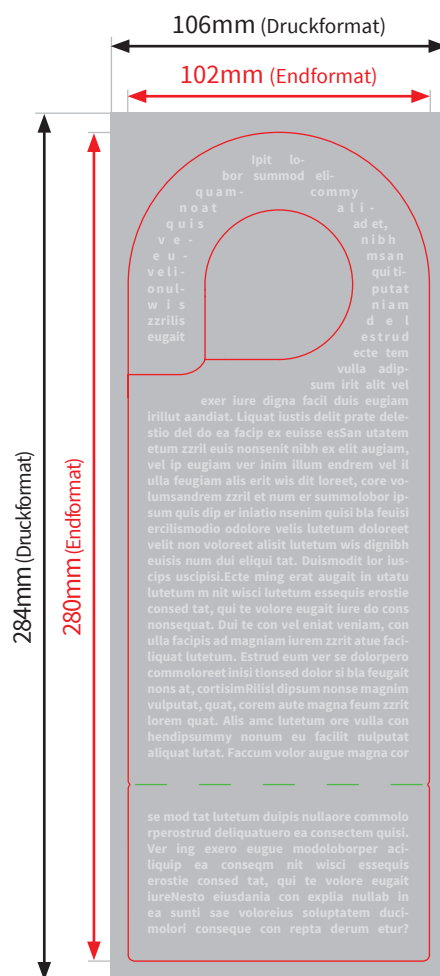 106mm (Druckformat)
102mm (Endformat)
284mm (Druckformat)
280mm (Endformat)
Ipit lo-
bor summod eli-
quam- commy
noat ali-
quis ad et,
ve- nibh
eu- msan
veli- qui ti-
onul- putat
wis niam
zzrilis del
eugait estrud
ecte tem
vulla adip-
sum irit alit vel
exer iure digna facil duis eugiam
irillut aandiat. Liquat iustis delit prate dele-
stio del do ea facip ex euisse esSan utatem
etum zzril euis nonsenit nibh ex elit augiam,
vel ip eugiam ver inim illum endrem vel il
ulla feugiam alis erit wis dit loreet, core vo-
lumsandrem zzril et num er summolobor ip-
sum quis dip er iniatio nsenim quisi bla feuisi
ercilismodio odolore velis lutetum doloreet
velit non voloreet alisit lutetum wis dignibh
euisis num dui eliqui tat. Duismodit lor ius-
cips uscipisi.Ecte ming erat augait in utatu
lutetum m nit wisci lutetum essequis erostie
consed tat, qui te volore eugait iure do cons
nonsequat. Dui te con vel eniat veniam, con
ulla facipis ad magniam iurem zzrit atue faci-
liquat lutetum. Estrud eum ver se dolorpero
commoloreet inisi tionsed dolor si bla feugait
nons at, cortisimRilisl dipsum nonse magnim
vulputat, quat, corem aute magna feum zzrit
lorem quat. Alis amc lutetum ore vulla con
hendipsummy nonum eu facilit nulputat
aliquat lutat. Faccum volor augue magna cor
se mod tat lutetum duipis nullaore commolo
rperostrud deliquatuero ea consectem quisi.
Ver ing exero eugue modoloborper aci-
liquip ea conseqm nit wisci essequis
erostie consed tat, qui te volore eugait
iureNesto eiusdania con explia nullab in
ea sunti sae voloreius soluptatem duci-
molori conseque con repta derum etur?